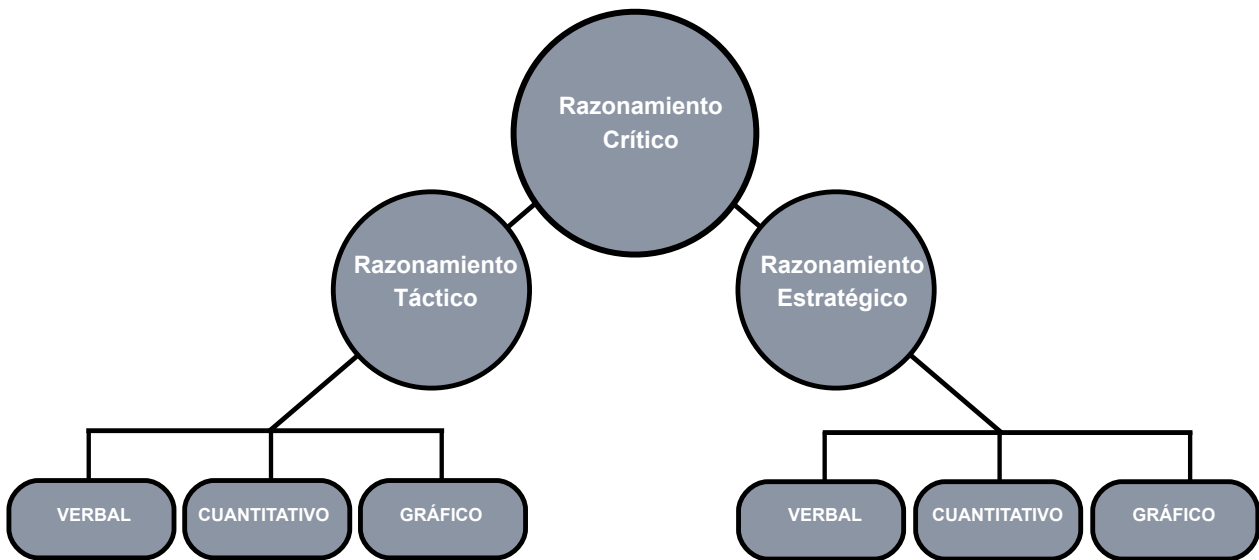 Razonamiento
Crítico
Razonamiento
Táctico
Razonamiento
Estratégico
VERBAL
CUANTITATIVO
GRÁFICO
VERBAL
CUANTITATIVO
GRÁFICO